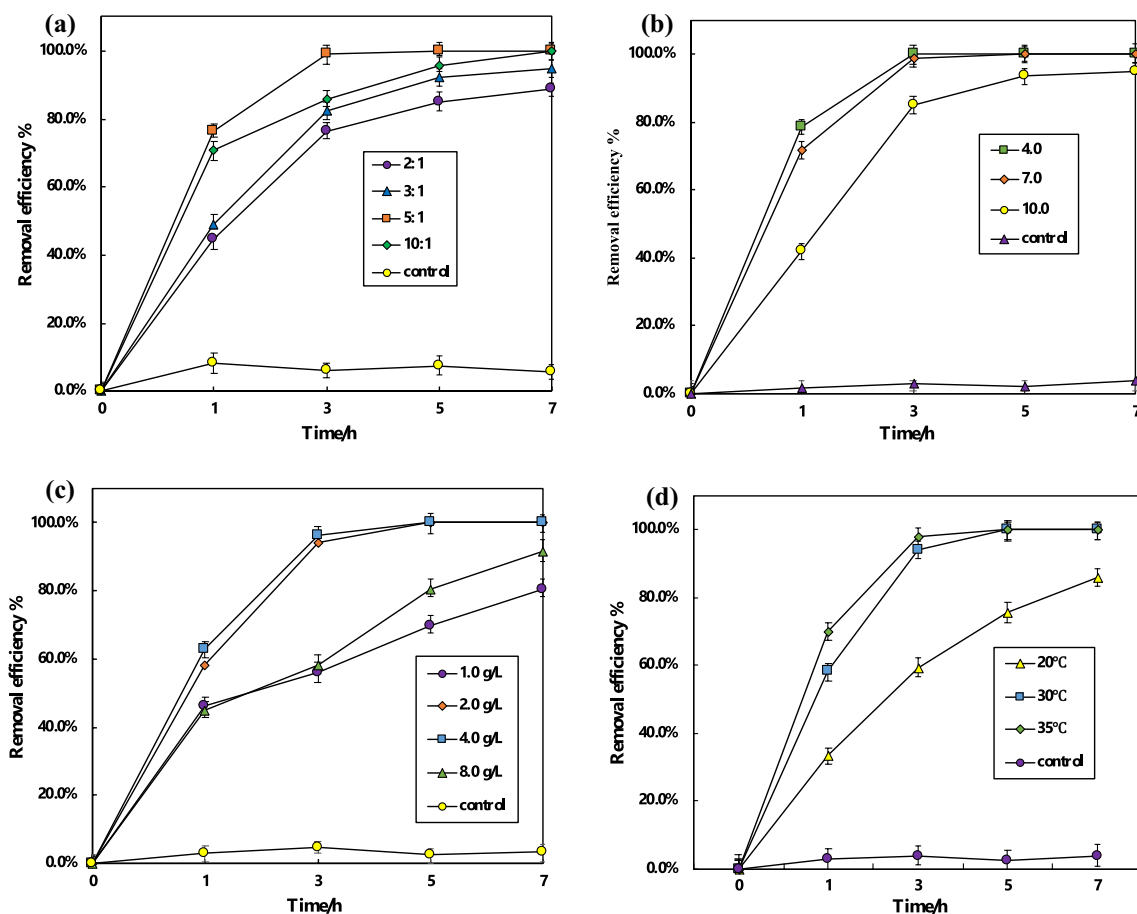 (a)
Removal efficiency %
100.0%
80.0%
60.0%
40.0%
20.0%
0.0%
2:1
3:1
5:1
10:1
control
0 1 3 5 7
Time/h
(b)
Removal efficiency %
100.0%
80.0%
60.0%
40.0%
20.0%
0.0%
4.0
7.0
10.0
control
0 1 3 5 7
Time/h
(c)
Removal efficiency %
100.0%
80.0%
60.0%
40.0%
20.0%
0.0%
1.0 g/L
2.0 g/L
4.0 g/L
8.0 g/L
control
0 1 3 5 7
Time/h
(d)
Removal efficiency %
100.0%
80.0%
60.0%
40.0%
20.0%
0.0%
20℃
30℃
35℃
control
0 1 3 5 7
Time/h